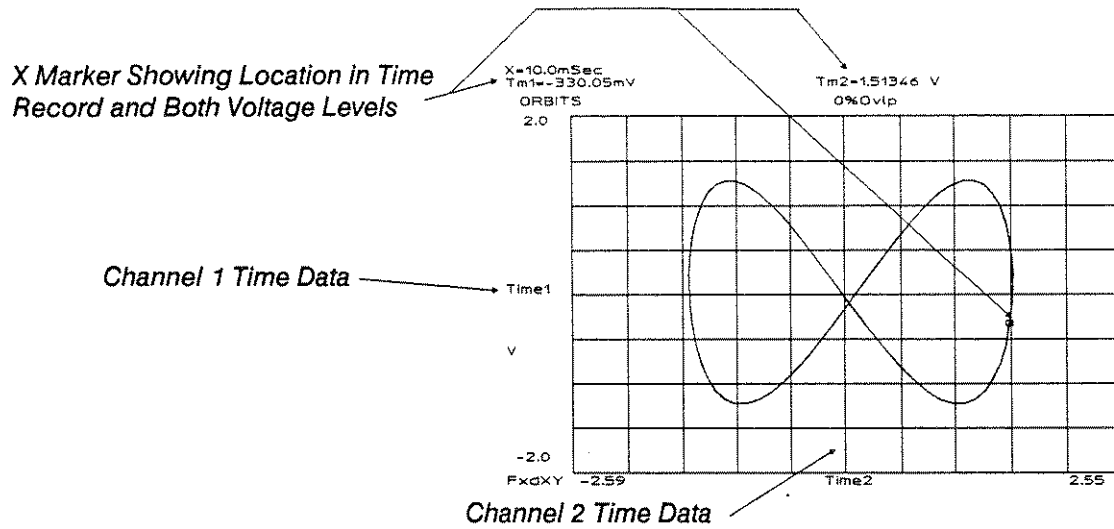 X Marker Showing Location in Time
Record and Both Voltage Levels
X=10.0mSec
Tm1=-330.05mV
Tm2=1.51346 V
ORBITS
0%Ovlp
2.0
Channel 1 Time Data
Time1
V
-2.0
FxdXY -2.59
Time2
2.55
Channel 2 Time Data